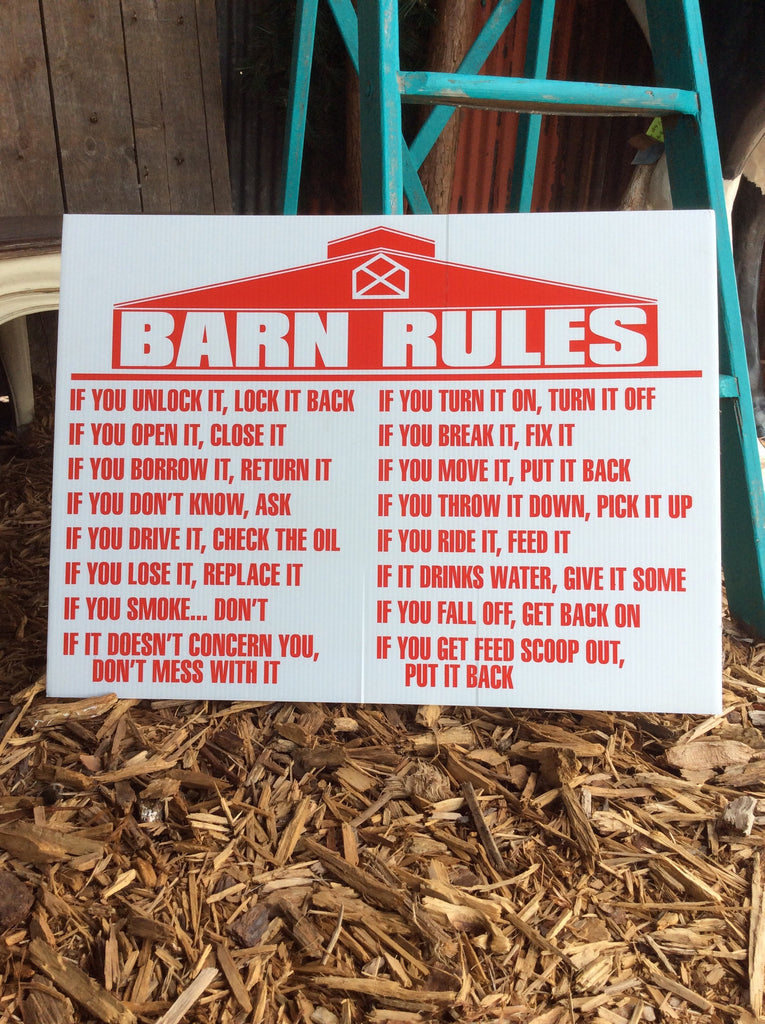 BARN RULES
IF YOU UNLOCK IT, LOCK IT BACK
IF YOU OPEN IT, CLOSE IT
IF YOU BORROW IT, RETURN IT
IF YOU DON'T KNOW, ASK
IF YOU DRIVE IT, CHECK THE OIL
IF YOU LOSE IT, REPLACE IT
IF YOU SMOKE... DON'T
IF IT DOESN'T CONCERN YOU,
DON'T MESS WITH IT
IF YOU TURN IT ON, TURN IT OFF
IF YOU BREAK IT, FIX IT
IF YOU MOVE IT, PUT IT BACK
IF YOU THROW IT DOWN, PICK IT UP
IF YOU RIDE IT, FEED IT
IF IT DRINKS WATER, GIVE IT SOME
IF YOU FALL OFF, GET BACK ON
IF YOU GET FEED SCOOP OUT,
PUT IT BACK